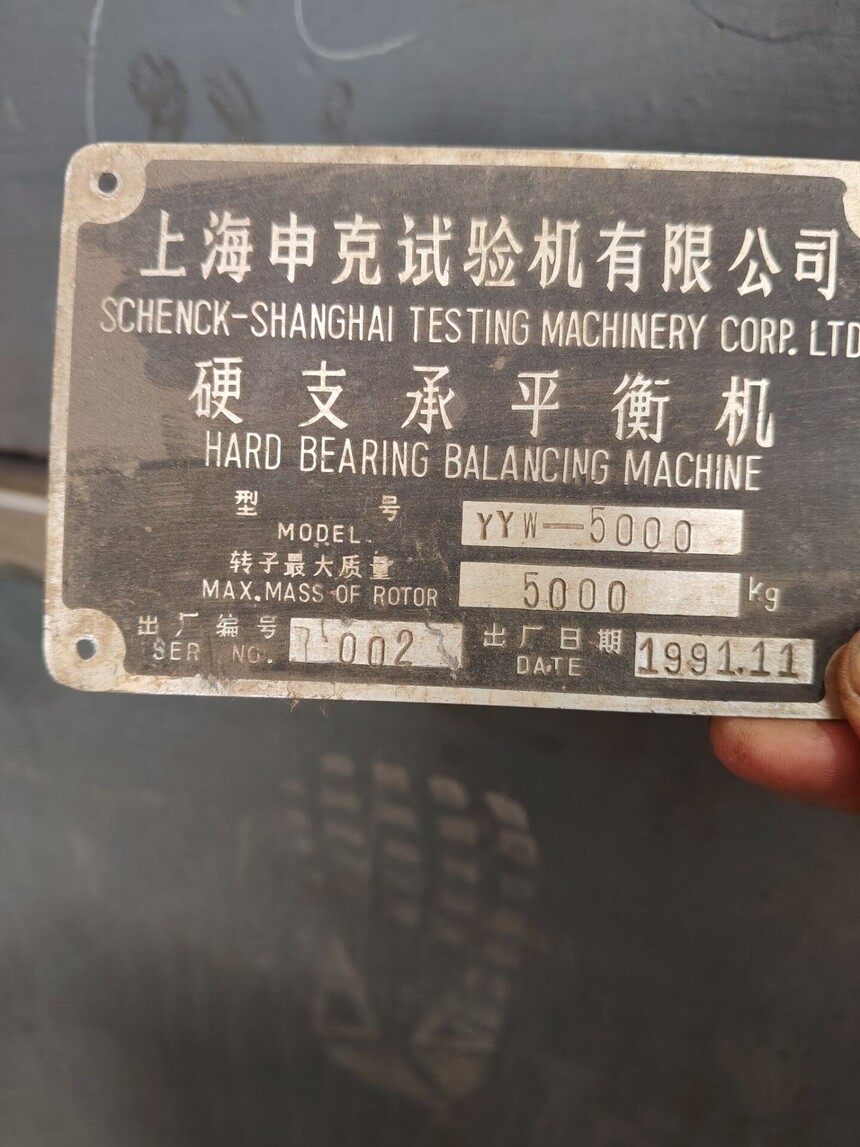 上海申克试验机有限公司
SCHENCK-SHANGHAI TESTING MACHINERY CORP. LTD
硬支承平衡机
HARD BEARING BALANCING MACHINE
型号 YYW-5000
MODEL.
转子最大质量 5000 kg
MAX.MASS OF ROTOR
出厂编号 7002 出厂日期 1991.11
SER NO. DATE